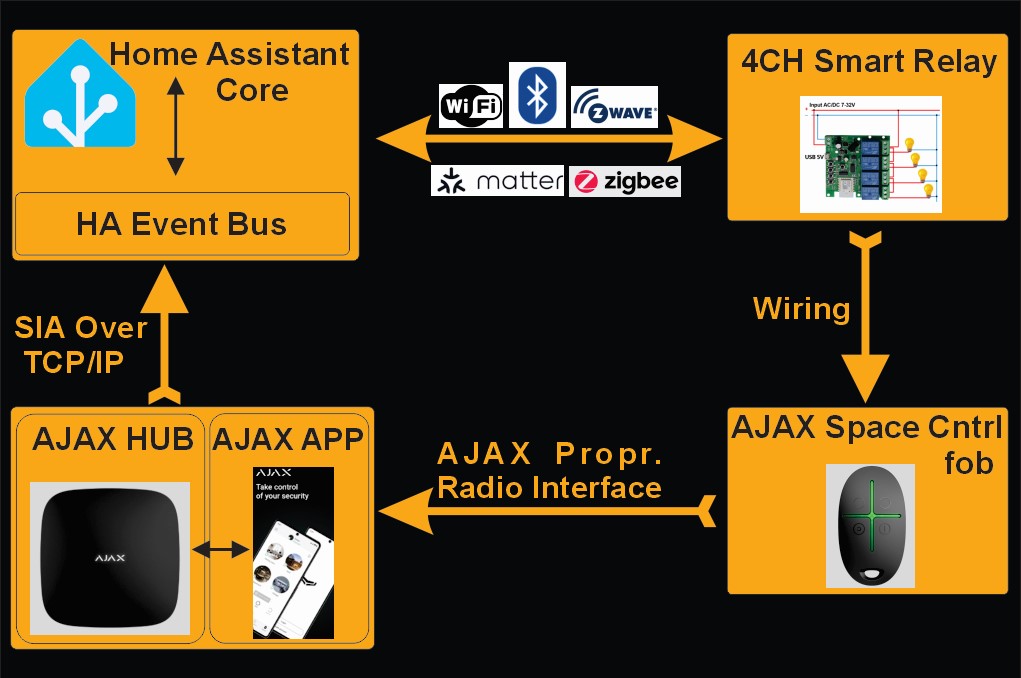 Home Assistant
Core
HA Event Bus
WiFi
Z WAVE
matter
zigbee
4CH Smart Relay
Input AC/DC 7-32V
USB 5V
SIA Over
TCP/IP
Wiring
AJAX HUB
AJAX
AJAX APP
AJAX
Take control
of your security
AJAX Propr.
Radio Interface
AJAX Space Cntrl
fob